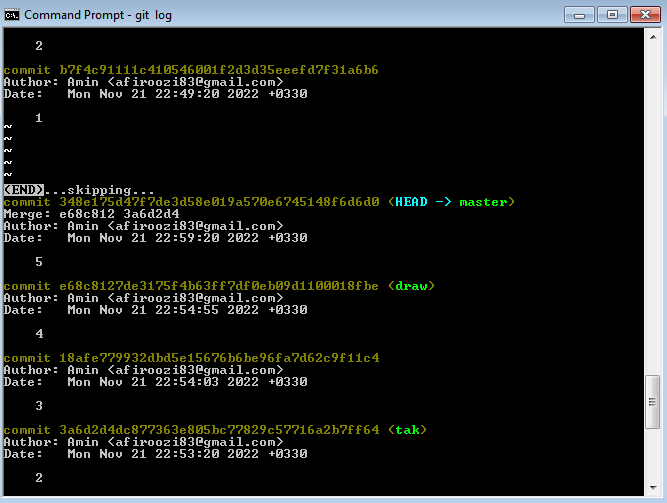 Command Prompt - git  log
2
commit b7f4c91111c410546001f2d3d35eeefd7f31a6b6
Author: Amin <afiroozi83@gmail.com>
Date:   Mon Nov 21 22:49:20 2022 +0330
1
~
~
~
~
~
(END)...skipping...
commit 348e175d47f7de3d58e019a570e6745148f6d6d0 (HEAD -> master)
Merge: e68c812 3a6d2d4
Author: Amin <afiroozi83@gmail.com>
Date:   Mon Nov 21 22:59:20 2022 +0330
5
commit e68c8127de3175f4b63ff7df0eb09d1100018fbe (draw)
Author: Amin <afiroozi83@gmail.com>
Date:   Mon Nov 21 22:54:55 2022 +0330
4
commit 18afe779932dbd5e15676b6be96fa7d62c9f11c4
Author: Amin <afiroozi83@gmail.com>
Date:   Mon Nov 21 22:54:03 2022 +0330
3
commit 3a6d2d4dc877363e805bc77829c57716a2b7ff64 (tak)
Author: Amin <afiroozi83@gmail.com>
Date:   Mon Nov 21 22:53:20 2022 +0330
2